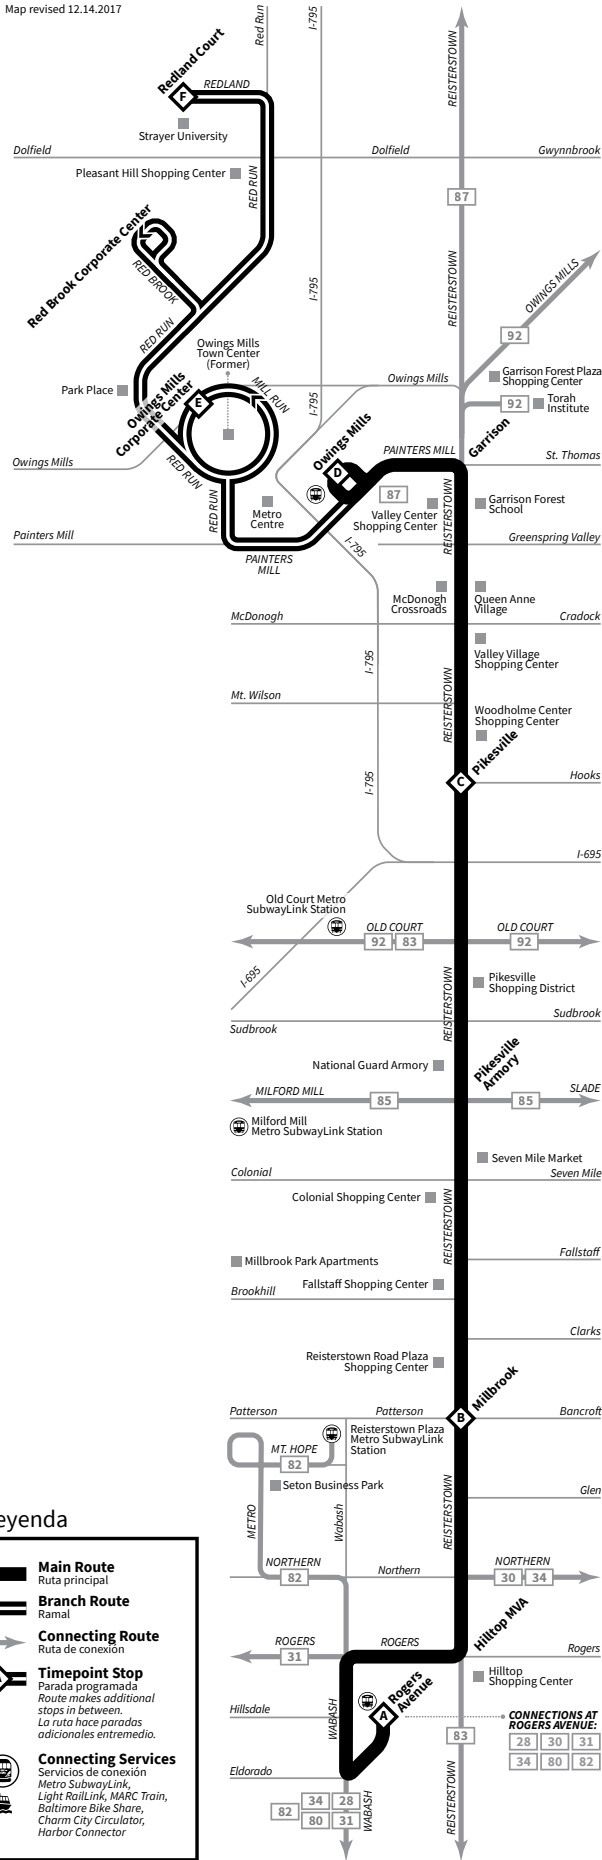 Map revised 12.14.2017
Red Run
I-795
REISTERSTOWN
Redland Court
F
REDLAND
Strayer University
Dolfield
Dolfield
Gwynnbrook
Pleasant Hill Shopping Center
RED RUN
87
Red Brook Corporate Center
RED BROOK
I-795
REISTERSTOWN
OWINGS MILLS
RED RUN
92
Owings Mills
Town Center
(Former)
Owings Mills
Garrison Forest Plaza
Shopping Center
Park Place
Owings Mills
Corporate Center
E
MILL RUN
I-795
92
Torah
Institute
Owings Mills
D
PAINTERS MILL
Garrison
St. Thomas
Owings Mills
RED RUN
RED RUN
Metro
Centre
87
Valley Center
Shopping Center
REISTERSTOWN
Garrison Forest
School
Painters Mill
PAINTERS
MILL
I-795
Greenspring Valley
McDonogh
Crossroads
Queen Anne
Village
McDonogh
Cradock
I-795
Valley Village
Shopping Center
Mt. Wilson
REISTERSTOWN
Woodholme Center
Shopping Center
C
Pikesville
I-795
Hooks
I-695
Old Court Metro
SubwayLink Station
OLD COURT
OLD COURT
92
83
92
I-695
REISTERSTOWN
Pikesville
Shopping District
Sudbrook
Sudbrook
National Guard Armory
Pikesville
Armory
MILFORD MILL
SLADE
85
85
Milford Mill
Metro SubwayLink Station
Seven Mile Market
Colonial
Seven Mile
Colonial Shopping Center
REISTERSTOWN
Millbrook Park Apartments
Fallstaff
Fallstaff Shopping Center
Brookhill
Clarks
Reisterstown Road Plaza
Shopping Center
Millbrook
B
Patterson
Patterson
Bancroft
Reisterstown Plaza
Metro SubwayLink
Station
MT. HOPE
82
Seton Business Park
METRO
Wabash
REISTERSTOWN
Glen
NORTHERN
82
Northern
NORTHERN
30
34
Hilltop MVA
ROGERS
31
ROGERS
Rogers
Hilltop
Shopping Center
Rogers
Avenue
A
Hillsdale
WABASH
CONNECTIONS AT
ROGERS AVENUE:
28
30
31
34
80
82
83
REISTERSTOWN
Eldorado
82
34
28
80
31
WABASH
eyenda
Main Route
Ruta principal
Branch Route
Ramal
Connecting Route
Ruta de conexión
Timepoint Stop
Parada programada
Route makes additional
stops in between.
La ruta hace paradas
adicionales entremedio.
Connecting Services
Servicios de conexión
Metro SubwayLink,
Light RailLink, MARC Train,
Baltimore Bike Share,
Charm City Circulator,
Harbor Connector